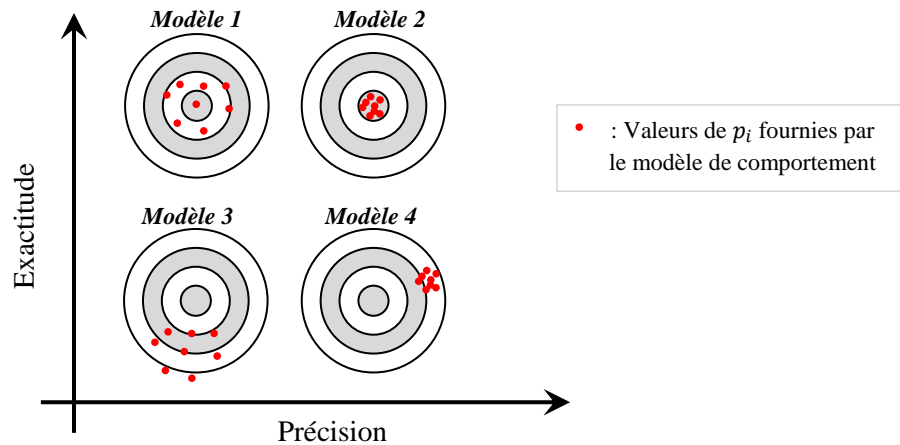 Modèle 1
Modèle 2
: Valeurs de pᵢ fournies par
le modèle de comportement
Exactitude
Modèle 3
Modèle 4
Précision